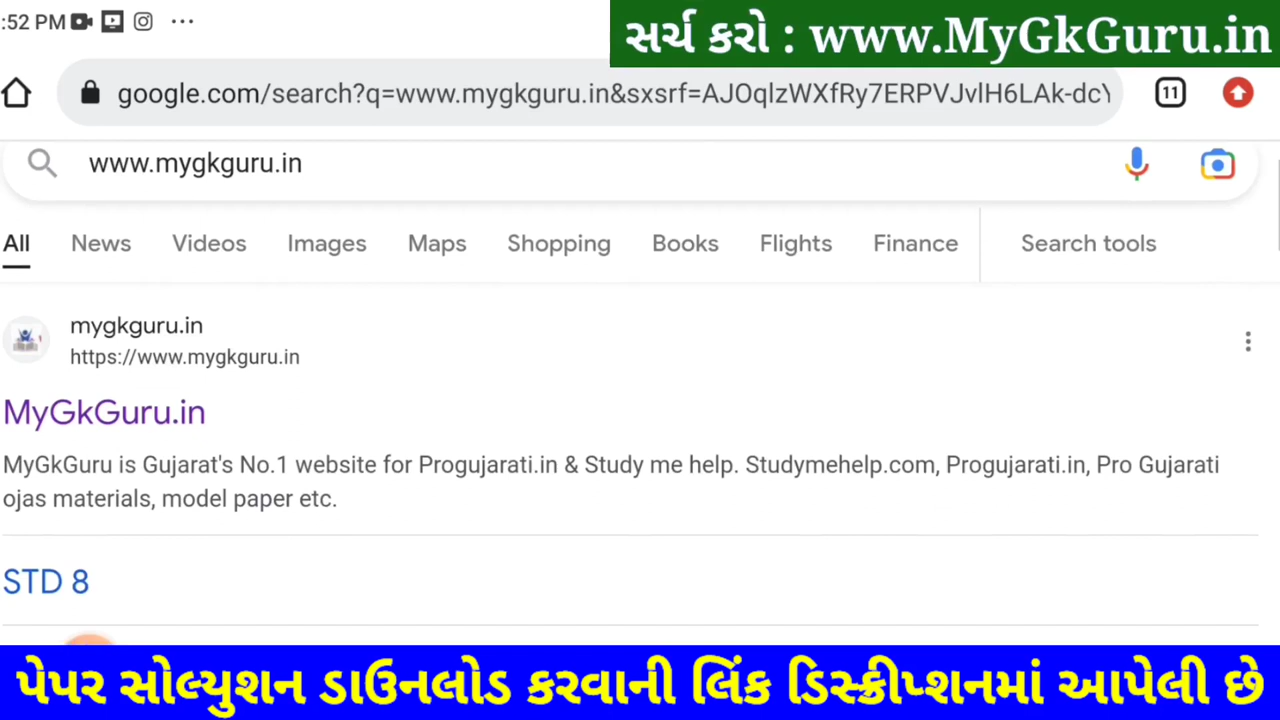 :52 PM
સર્ચ કરો : www.MyGkGuru.in
google.com/search?q=www.mygkguru.in&sxsrf=AJOqlzWXfRy7ERPVJvlH6LAk-dcY
11
www.mygkguru.in
All News Videos Images Maps Shopping Books Flights Finance Search tools
mygkguru.in
https://www.mygkguru.in
MyGkGuru.in
MyGkGuru is Gujarat's No.1 website for Progujarati.in & Study me help. Studymehelp.com, Progujarati.in, Pro Gujarati
ojas materials, model paper etc.
STD 8
પેપર સોલ્યુશન ડાઉનલોડ કરવાની લિંક ડિસ્ક્રીપ્શનમાં આપેલી છે